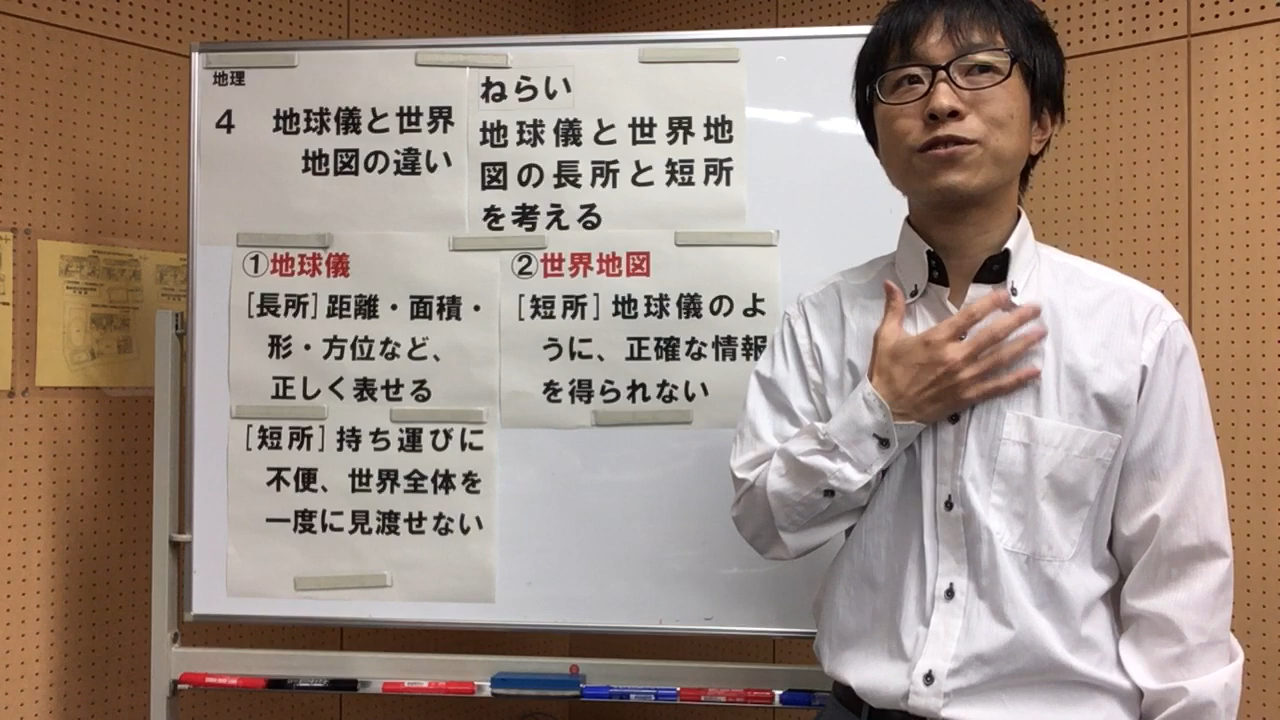 地理
4 地球儀と世界
地図の違い
ねらい
地球儀と世界地
図の長所と短所
を考える
①地球儀
[長所]距離・面積・
形・方位など、
正しく表せる
[短所]持ち運びに
不便、世界全体を
一度に見渡せない
②世界地図
[短所]地球儀のよ
うに、正確な情報
を得られない